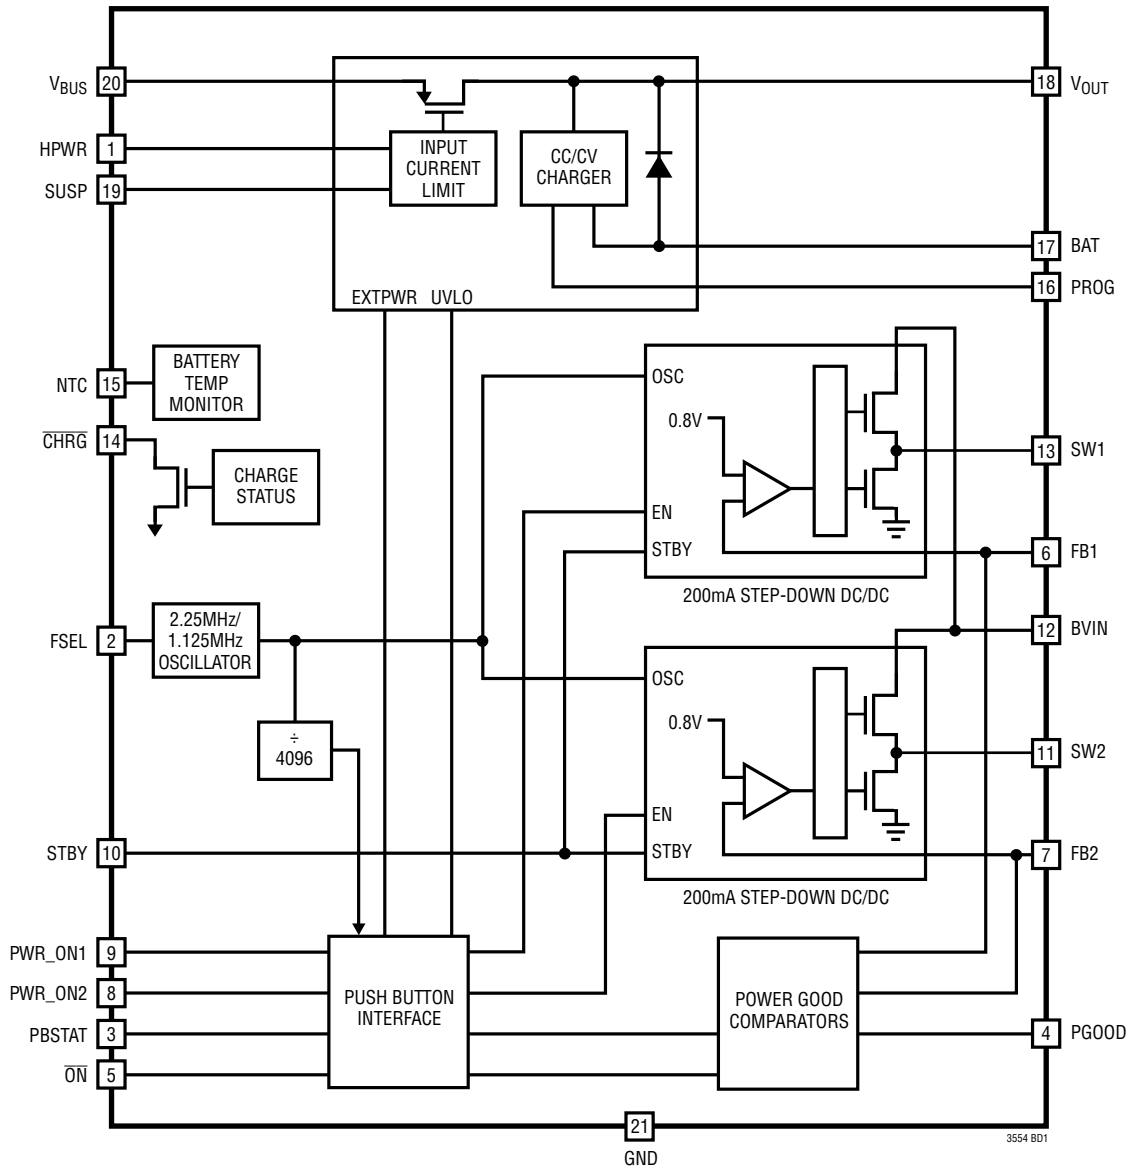 VBUS 20
18 VOUT
HPWR 1
INPUT
CURRENT
LIMIT
CC/CV
CHARGER
SUSP 19
17 BAT
16 PROG
EXTPWR UVLO
NTC 15
BATTERY
TEMP
MONITOR
CHRG 14
CHARGE
STATUS
OSC
0.8V
13 SW1
EN
STBY
6 FB1
200mA STEP-DOWN DC/DC
FSEL 2
2.25MHz/
1.125MHz
OSCILLATOR
12 BVIN
÷
4096
OSC
0.8V
11 SW2
EN
STBY
7 FB2
200mA STEP-DOWN DC/DC
STBY 10
PWR_ON1 9
PWR_ON2 8
PBSTAT 3
ON 5
PUSH BUTTON
INTERFACE
POWER GOOD
COMPARATORS
4 PGOOD
21
GND
3554 BD1